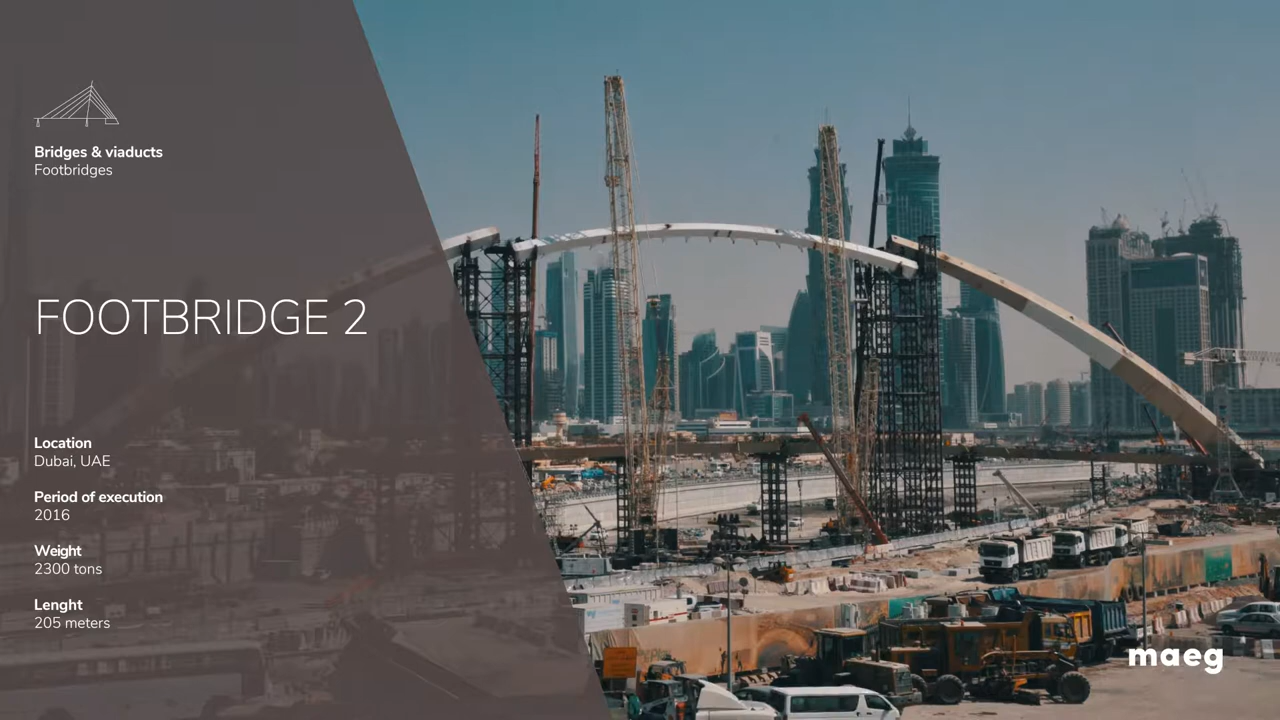 Bridges & viaducts
Footbridges
FOOTBRIDGE 2
Location
Dubai, UAE
Period of execution
2016
Weight
2300 tons
Lenght
205 meters
maeg